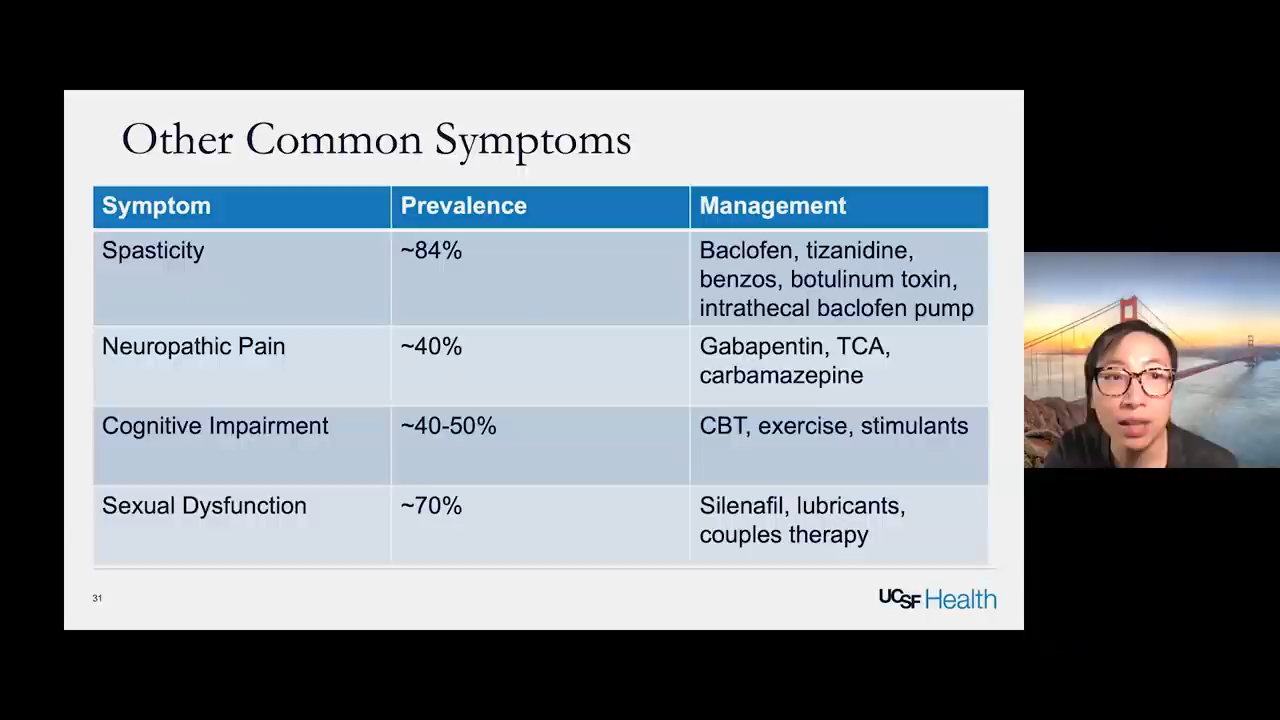 Other Common Symptoms
Symptom Prevalence Management
Spasticity ~84% Baclofen, tizanidine,
benzos, botulinum toxin,
intrathecal baclofen pump
Neuropathic Pain ~40% Gabapentin, TCA,
carbamazepine
Cognitive Impairment ~40-50% CBT, exercise, stimulants
Sexual Dysfunction ~70% Silenafil, lubricants,
couples therapy
31
UCSF Health